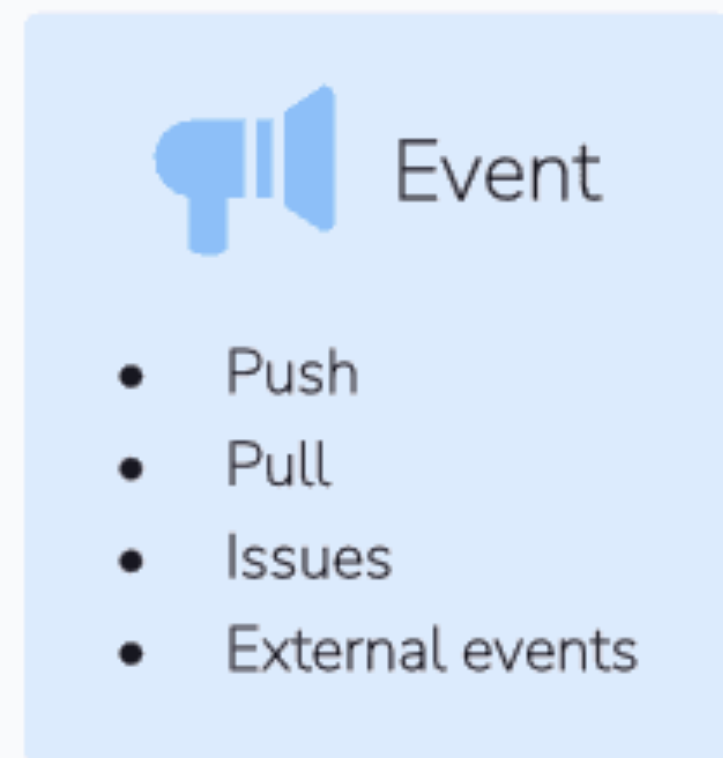 Event
• Push
• Pull
• Issues
• External events